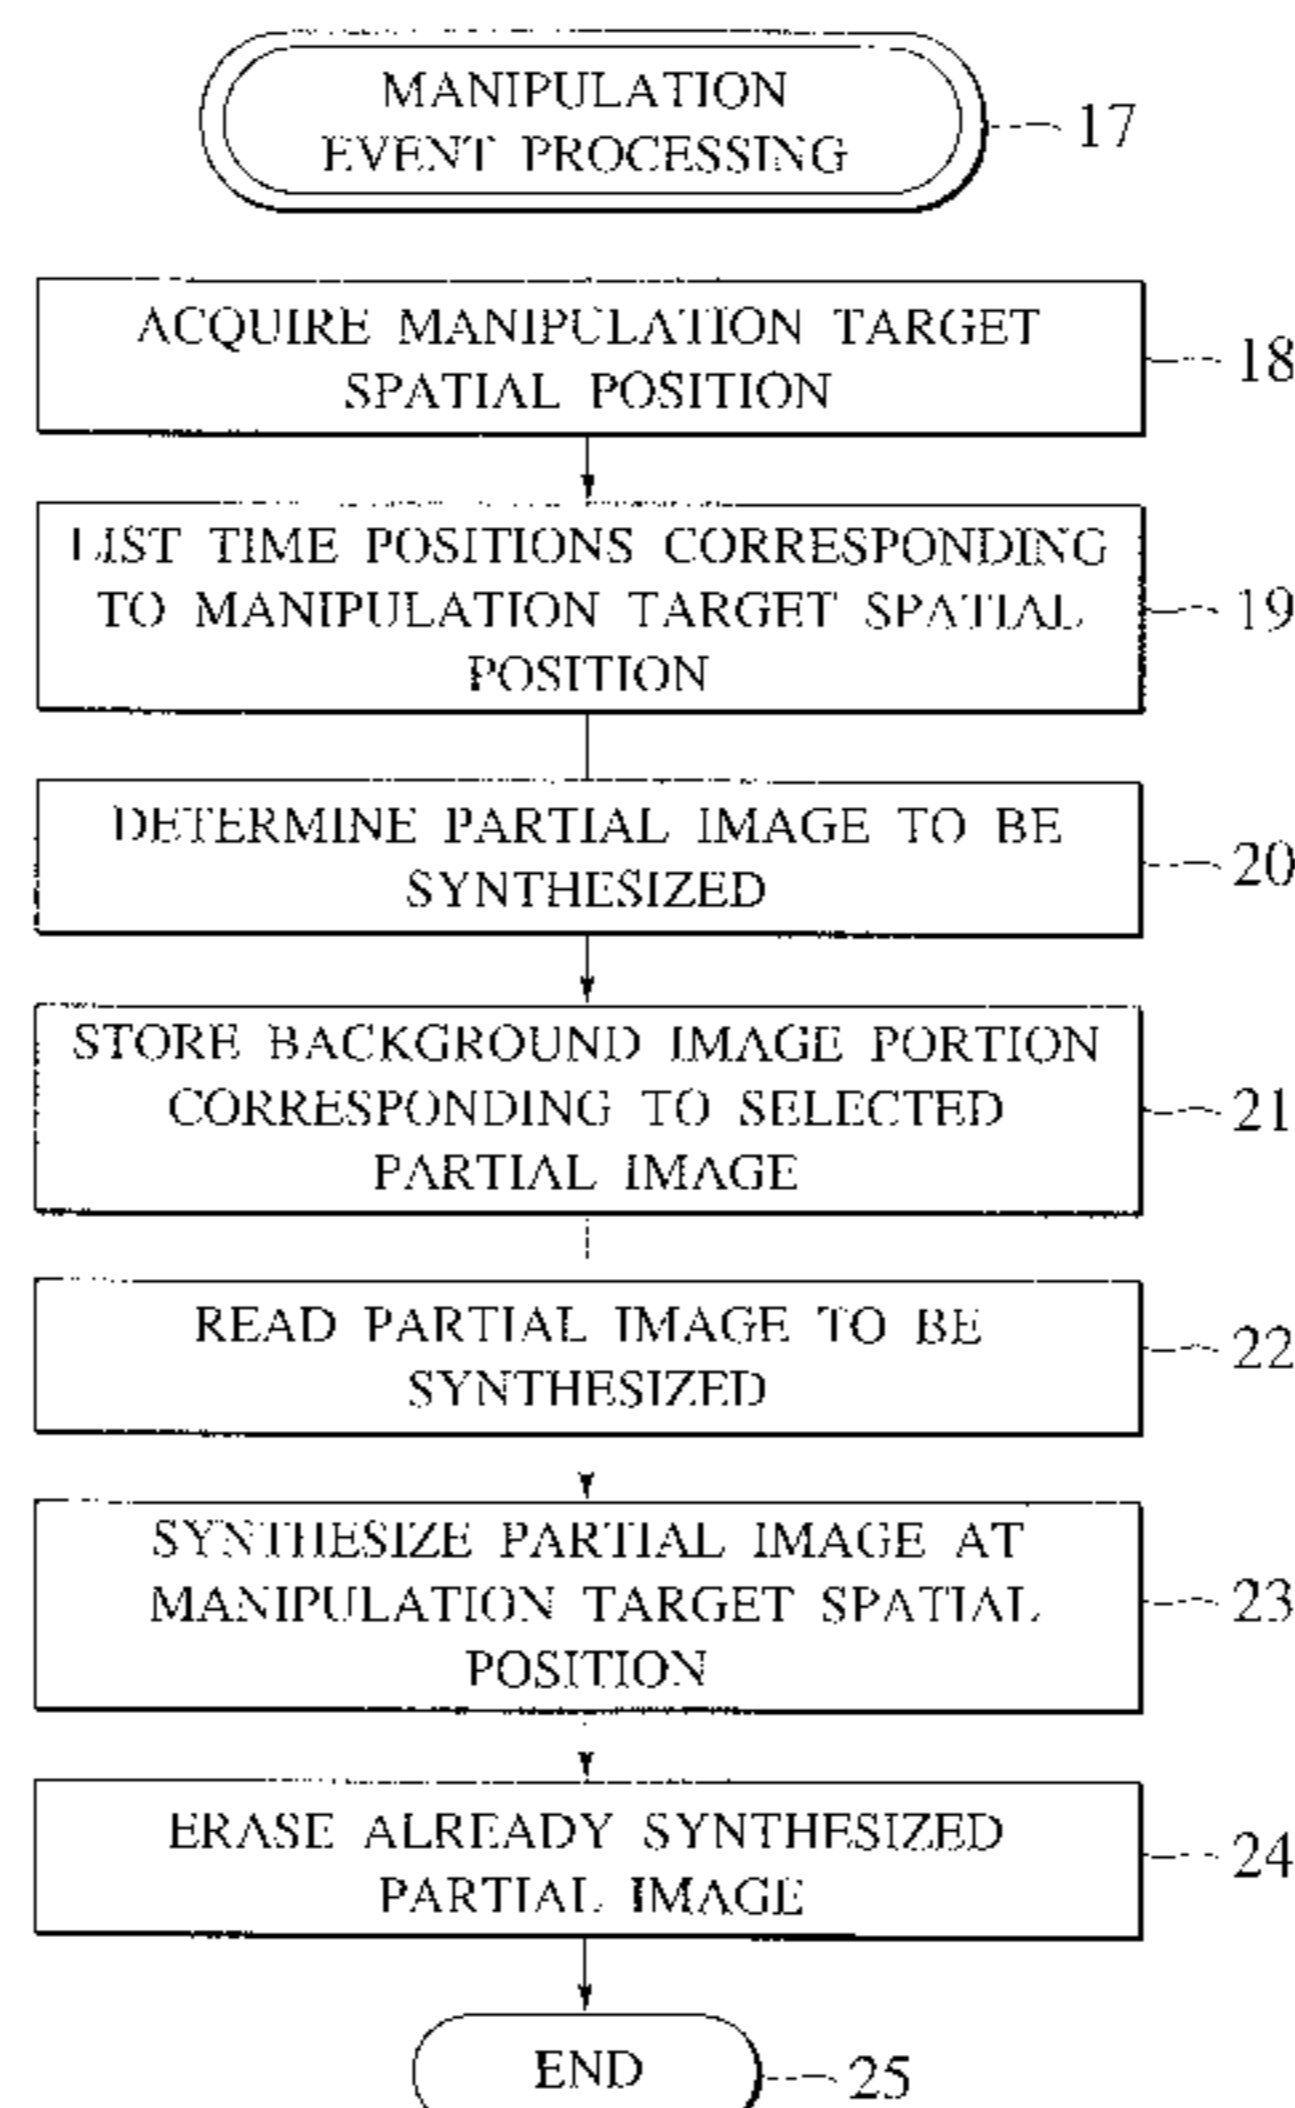 MANIPULATION
EVENT PROCESSING
17
ACQUIRE MANIPULATION TARGET
SPATIAL POSITION
18
LIST TIME POSITIONS CORRESPONDING
TO MANIPULATION TARGET SPATIAL
POSITION
19
DETERMINE PARTIAL IMAGE TO BE
SYNTHESIZED
20
STORE BACKGROUND IMAGE PORTION
CORRESPONDING TO SELECTED
PARTIAL IMAGE
21
READ PARTIAL IMAGE TO BE
SYNTHESIZED
22
SYNTHESIZE PARTIAL IMAGE AT
MANIPULATION TARGET SPATIAL
POSITION
23
ERASE ALREADY SYNTHESIZED
PARTIAL IMAGE
24
END
25